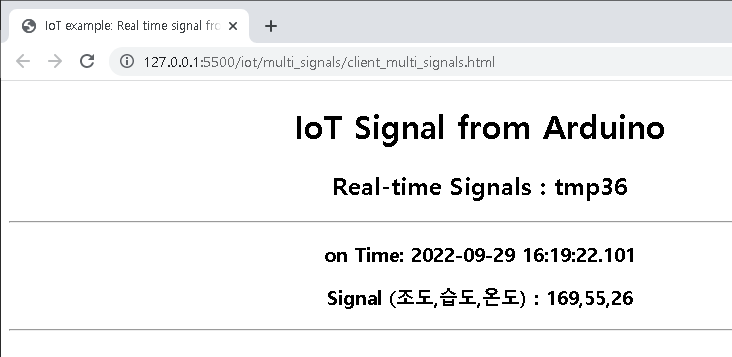 IoT example: Real time signal fro
127.0.0.1:5500/iot/multi_signals/client_multi_signals.html
IoT Signal from Arduino
Real-time Signals : tmp36
on Time: 2022-09-29 16:19:22.101
Signal (조도,습도,온도) : 169,55,26